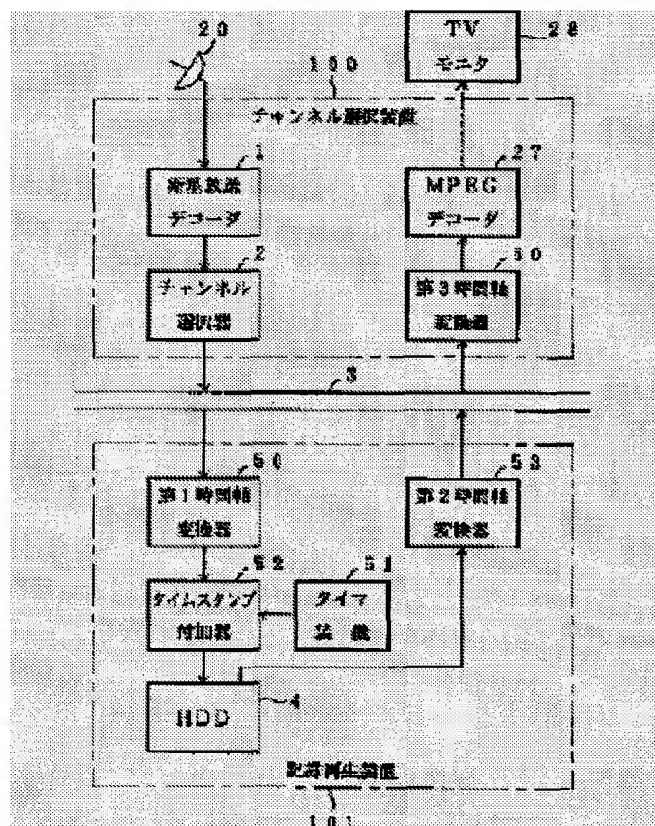 20
TV
モニタ
28
100
チャンネル選択装置
1
衛星放送
デコーダ
27
MPEG
デコーダ
2
チャンネル
選択器
60
第3時間軸
変換器
3
50
第1時間軸
変換器
53
第2時間軸
変換器
52
タイムスタンプ
付加器
51
タイマ
装置
HDD
4
記録再生装置
101